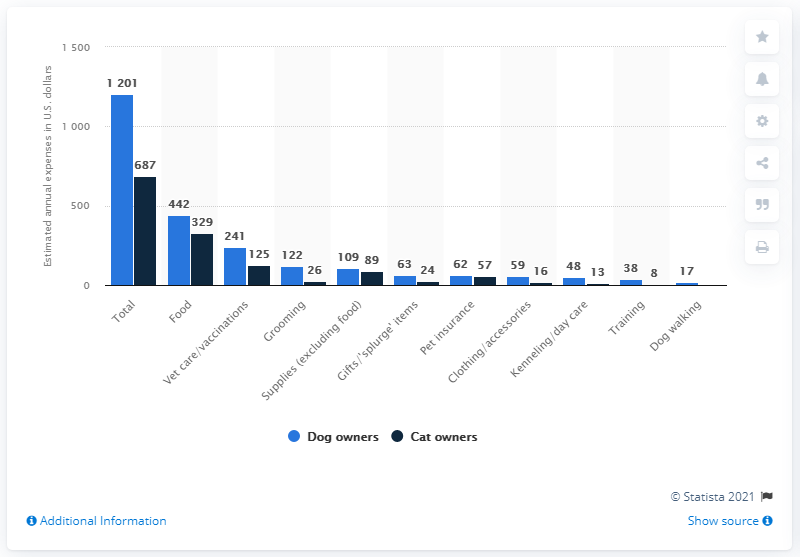 Estimated annual expenses in U.S. dollars
1 500
1 000
500
0
1 201
687
442
329
241
125
122
26
109
89
63
24
62
57
59
16
48
13
38
8
17
Total
Food
Vet care/vaccinations
Grooming
Supplies (excluding food)
Gifts/'splurge' items
Pet insurance
Clothing/accessories
Kenneling/day care
Training
Dog walking
Dog owners
Cat owners
© Statista 2021
Additional Information
Show source